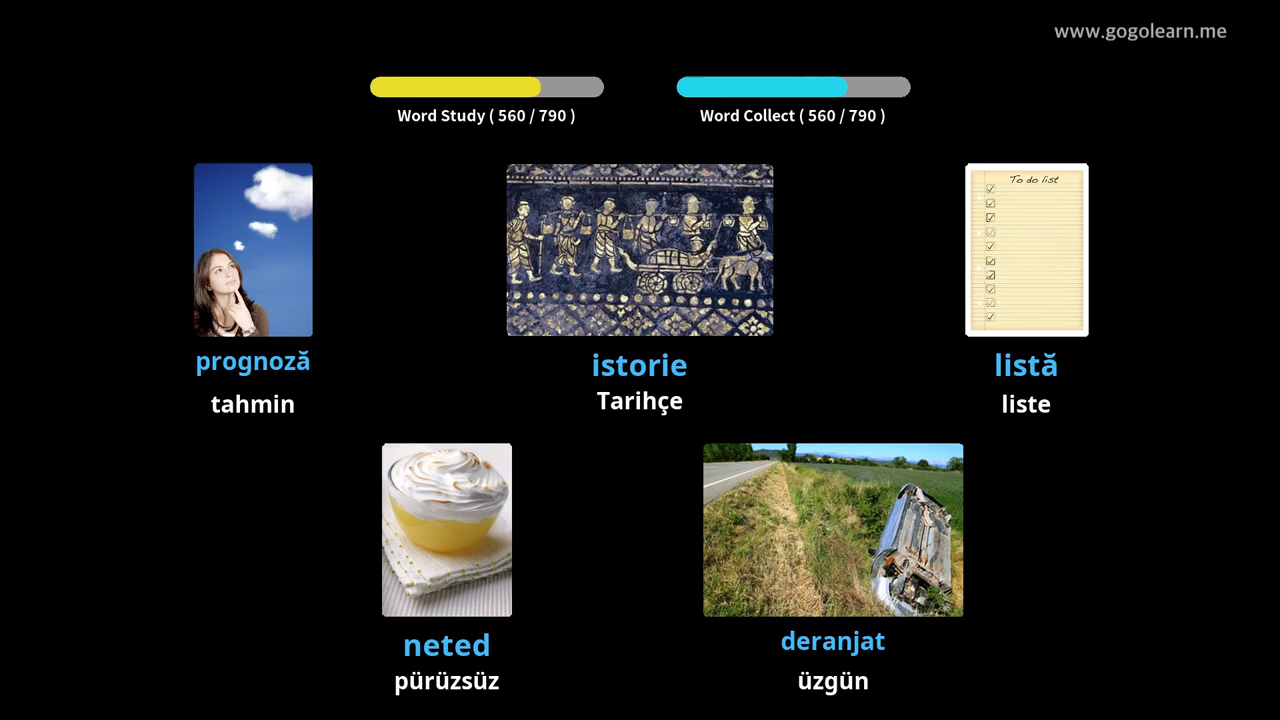 www.gogolearn.me
Word Study ( 560 / 790 )
Word Collect ( 560 / 790 )
To do list
prognoză
tahmin
istorie
Tarihçe
listă
liste
neted
pürüzsüz
deranjat
üzgün